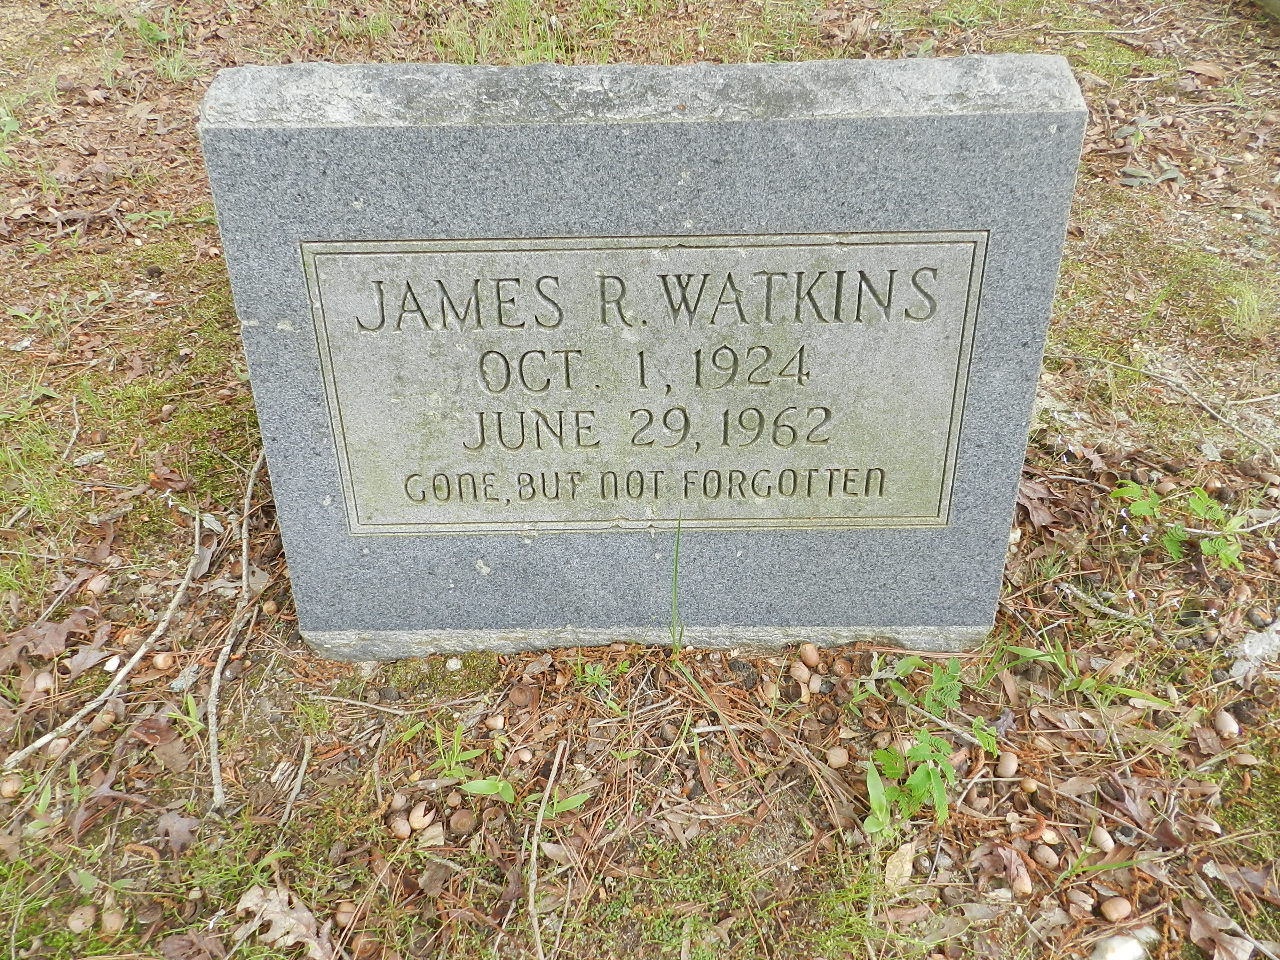 JAMES R. WATKINS
OCT. 1, 1924
JUNE 29, 1962
GONE, BUT NOT FORGOTTEN